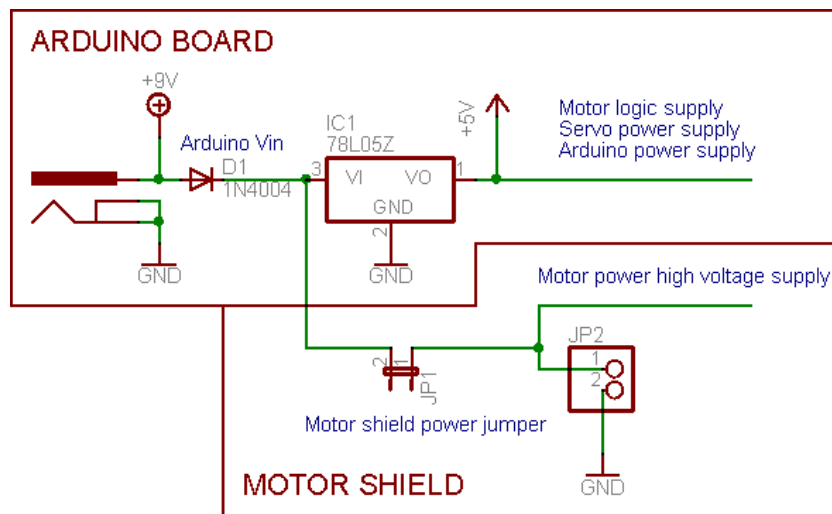 ARDUINO BOARD
+9V
Arduino Vin
D1
1N4004
IC1
78L05Z
3
VI
VO
1
GND
2
+5V
Motor logic supply
Servo power supply
Arduino power supply
GND
GND
Motor power high voltage supply
2
1
JP1
JP2
1
2
Motor shield power jumper
GND
MOTOR SHIELD